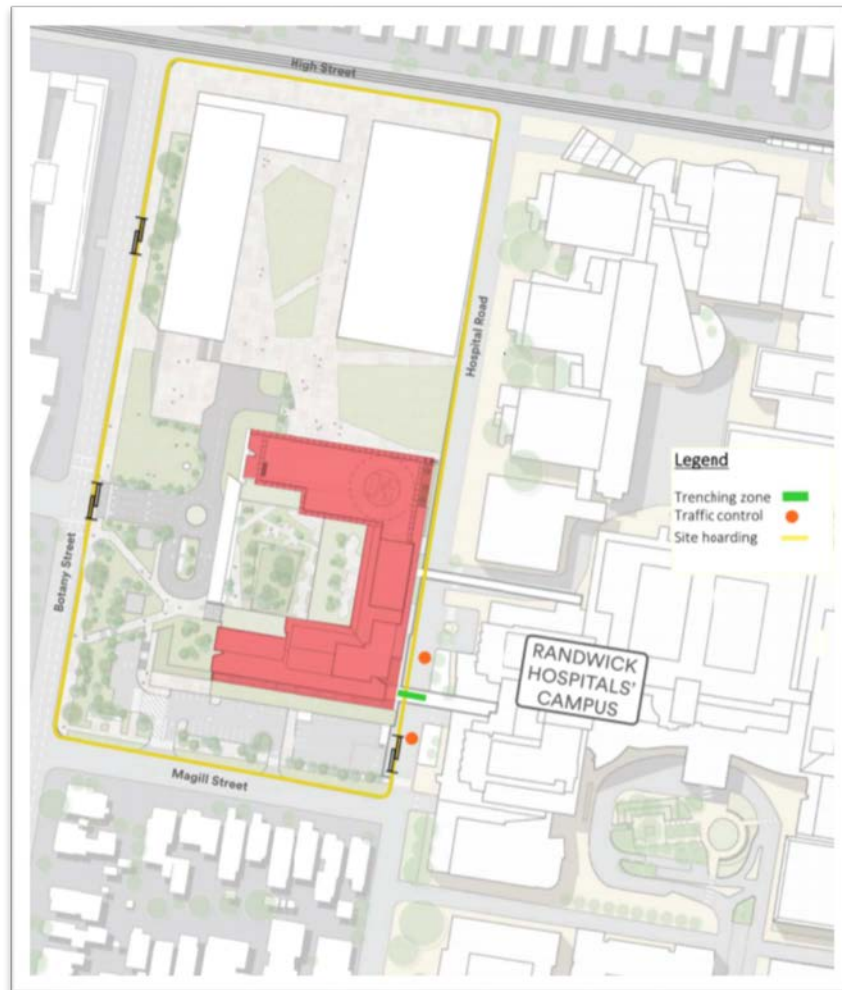 High Street
Hospital Road
Legend
Trenching zone
Traffic control
Site hoarding
Botany Street
RANDWICK
HOSPITALS'
CAMPUS
Magill Street